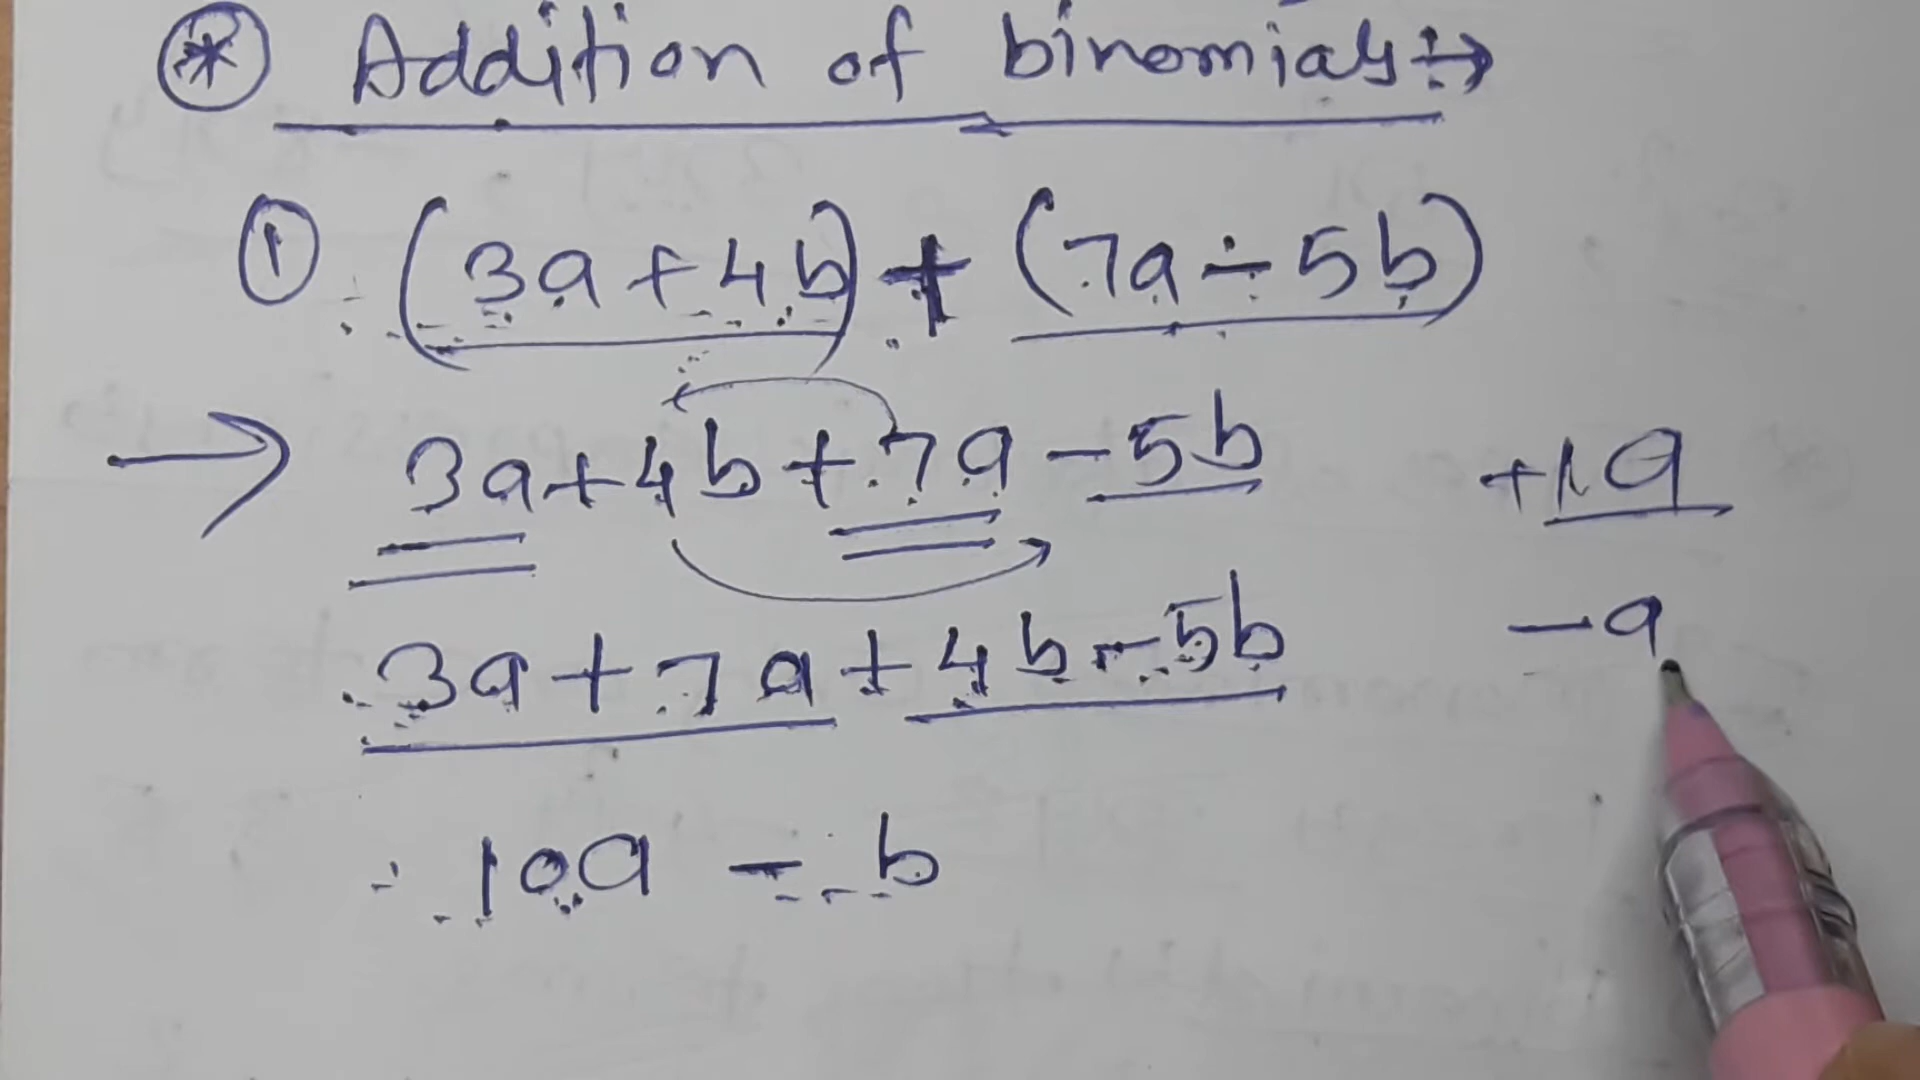 * Addition of binomials :→
① (3a + 4b) + (7a - 5b)
→ 3a + 4b + 7a - 5b
3a + 7a + 4b - 5b
10a - b
+1a
-a